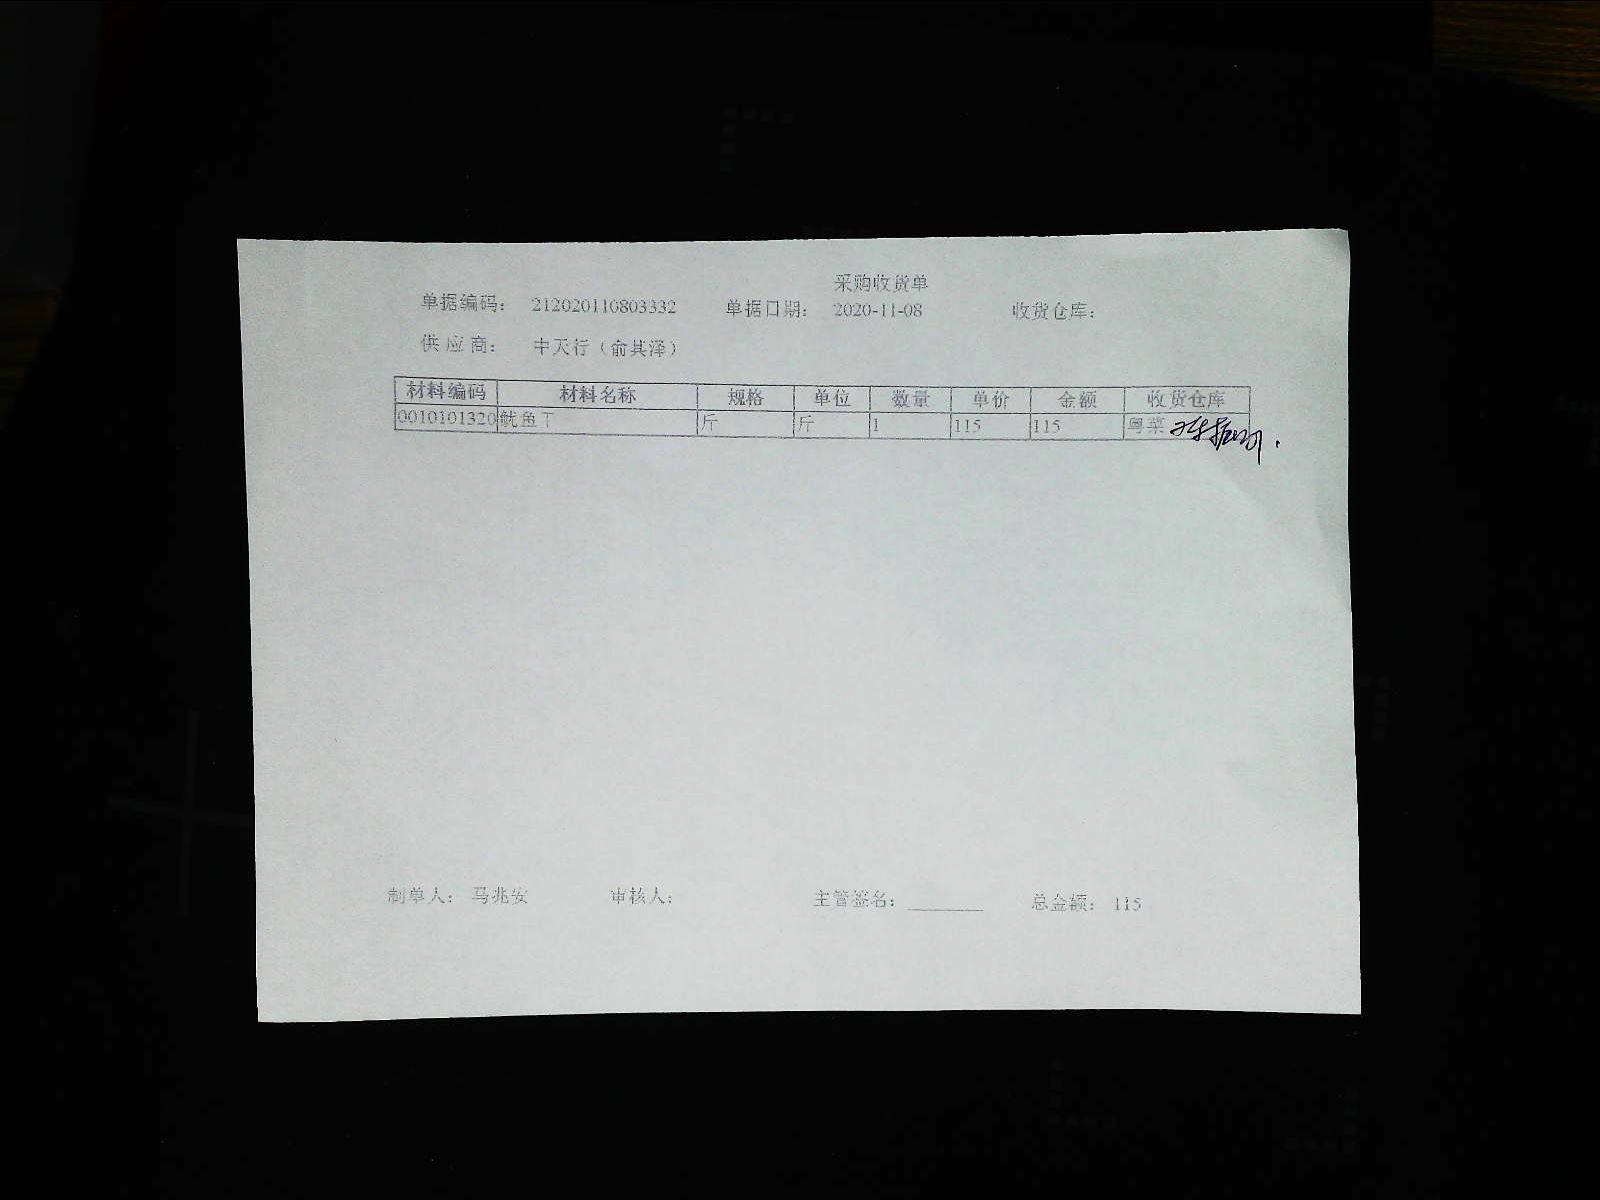 采购收货单
单据编码： 212020110803332 单据日期： 2020-11-08 收货仓库：
供 应 商： 中天行（俞其泽）
材料编码 材料名称 规格 单位 数量 单价 金额 收货仓库
0010101320 鱿鱼干 斤 斤 1 115 115 粤菜
制单人： 马兆安 审核人： 主管签名： 总金额： 115